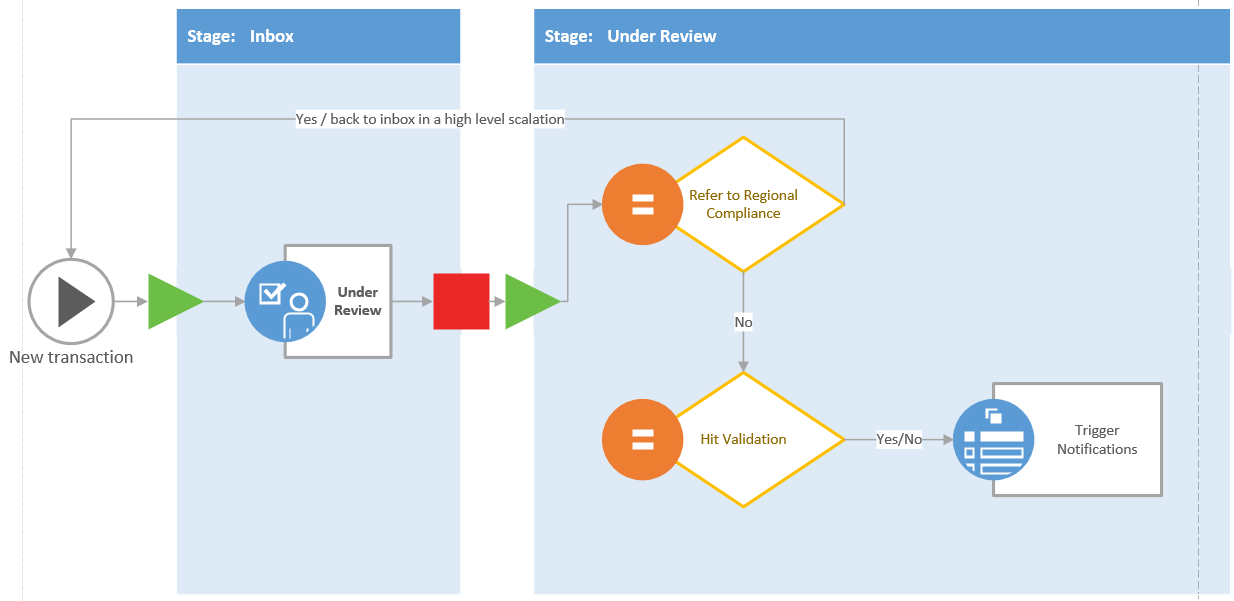 Stage: Inbox
Stage: Under Review
Yes / back to inbox in a high level scalation
Refer to Regional
Compliance
Under
Review
New transaction
No
Hit Validation
Yes/No
Trigger
Notifications